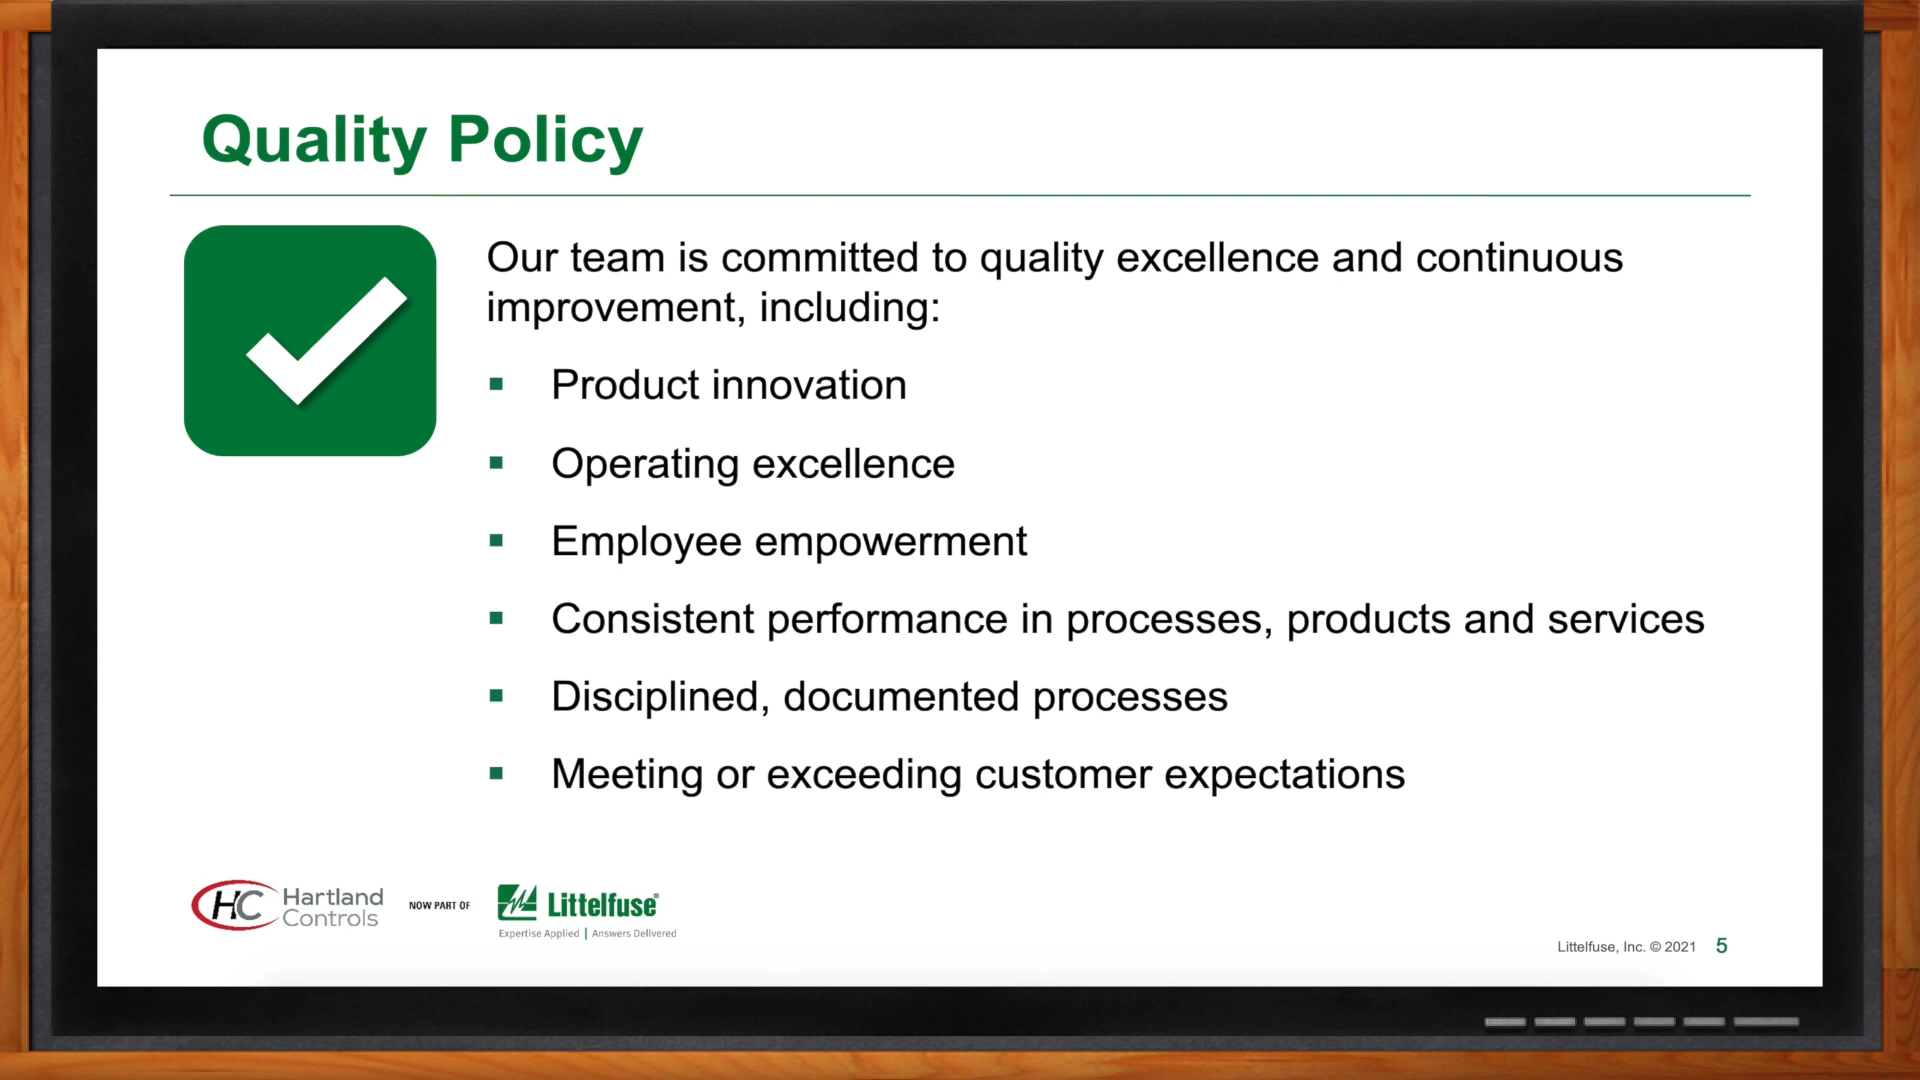 Quality Policy
Our team is committed to quality excellence and continuous
improvement, including:
▪ Product innovation
▪ Operating excellence
▪ Employee empowerment
▪ Consistent performance in processes, products and services
▪ Disciplined, documented processes
▪ Meeting or exceeding customer expectations
HC Hartland
Controls
NOW PART OF
Littelfuse®
Expertise Applied | Answers Delivered
Littelfuse, Inc. © 2021 5